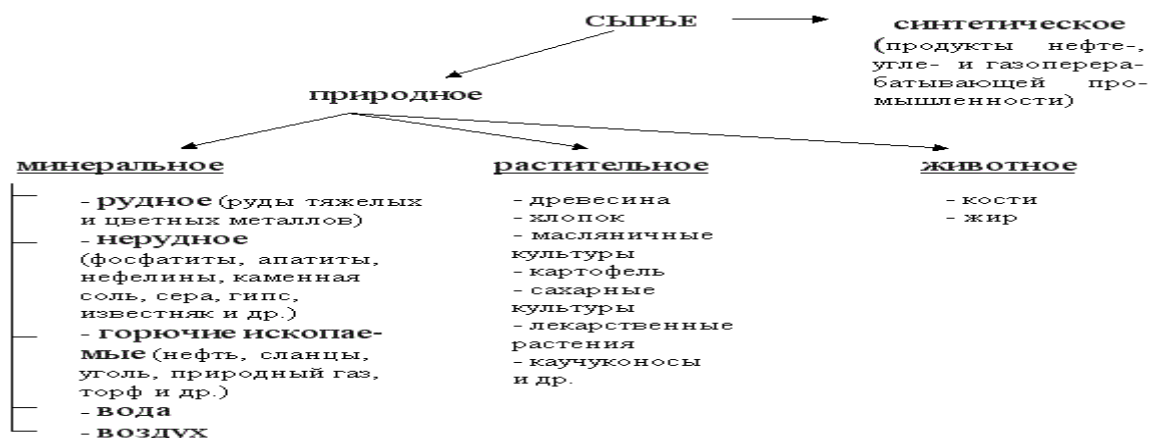 СЫРЬЕ
синтетическое
(продукты нефте-,
угле- и газоперера-
батывающей про-
мышленности)
природное
минеральное
- рудное (руды тяжелых
и цветных металлов)
- нерудное
(фосфатиты, апатиты,
нефелины, каменная
соль, сера, гипс,
известняк и др.)
- горючие ископае-
мые (нефть, сланцы,
уголь, природный газ,
торф и др.)
- вода
- воздух
растительное
- древесина
- хлопок
- масляничные
культуры
- картофель
- сахарные
культуры
- лекарственные
растения
- каучуконосы
и др.
животное
- кости
- жир